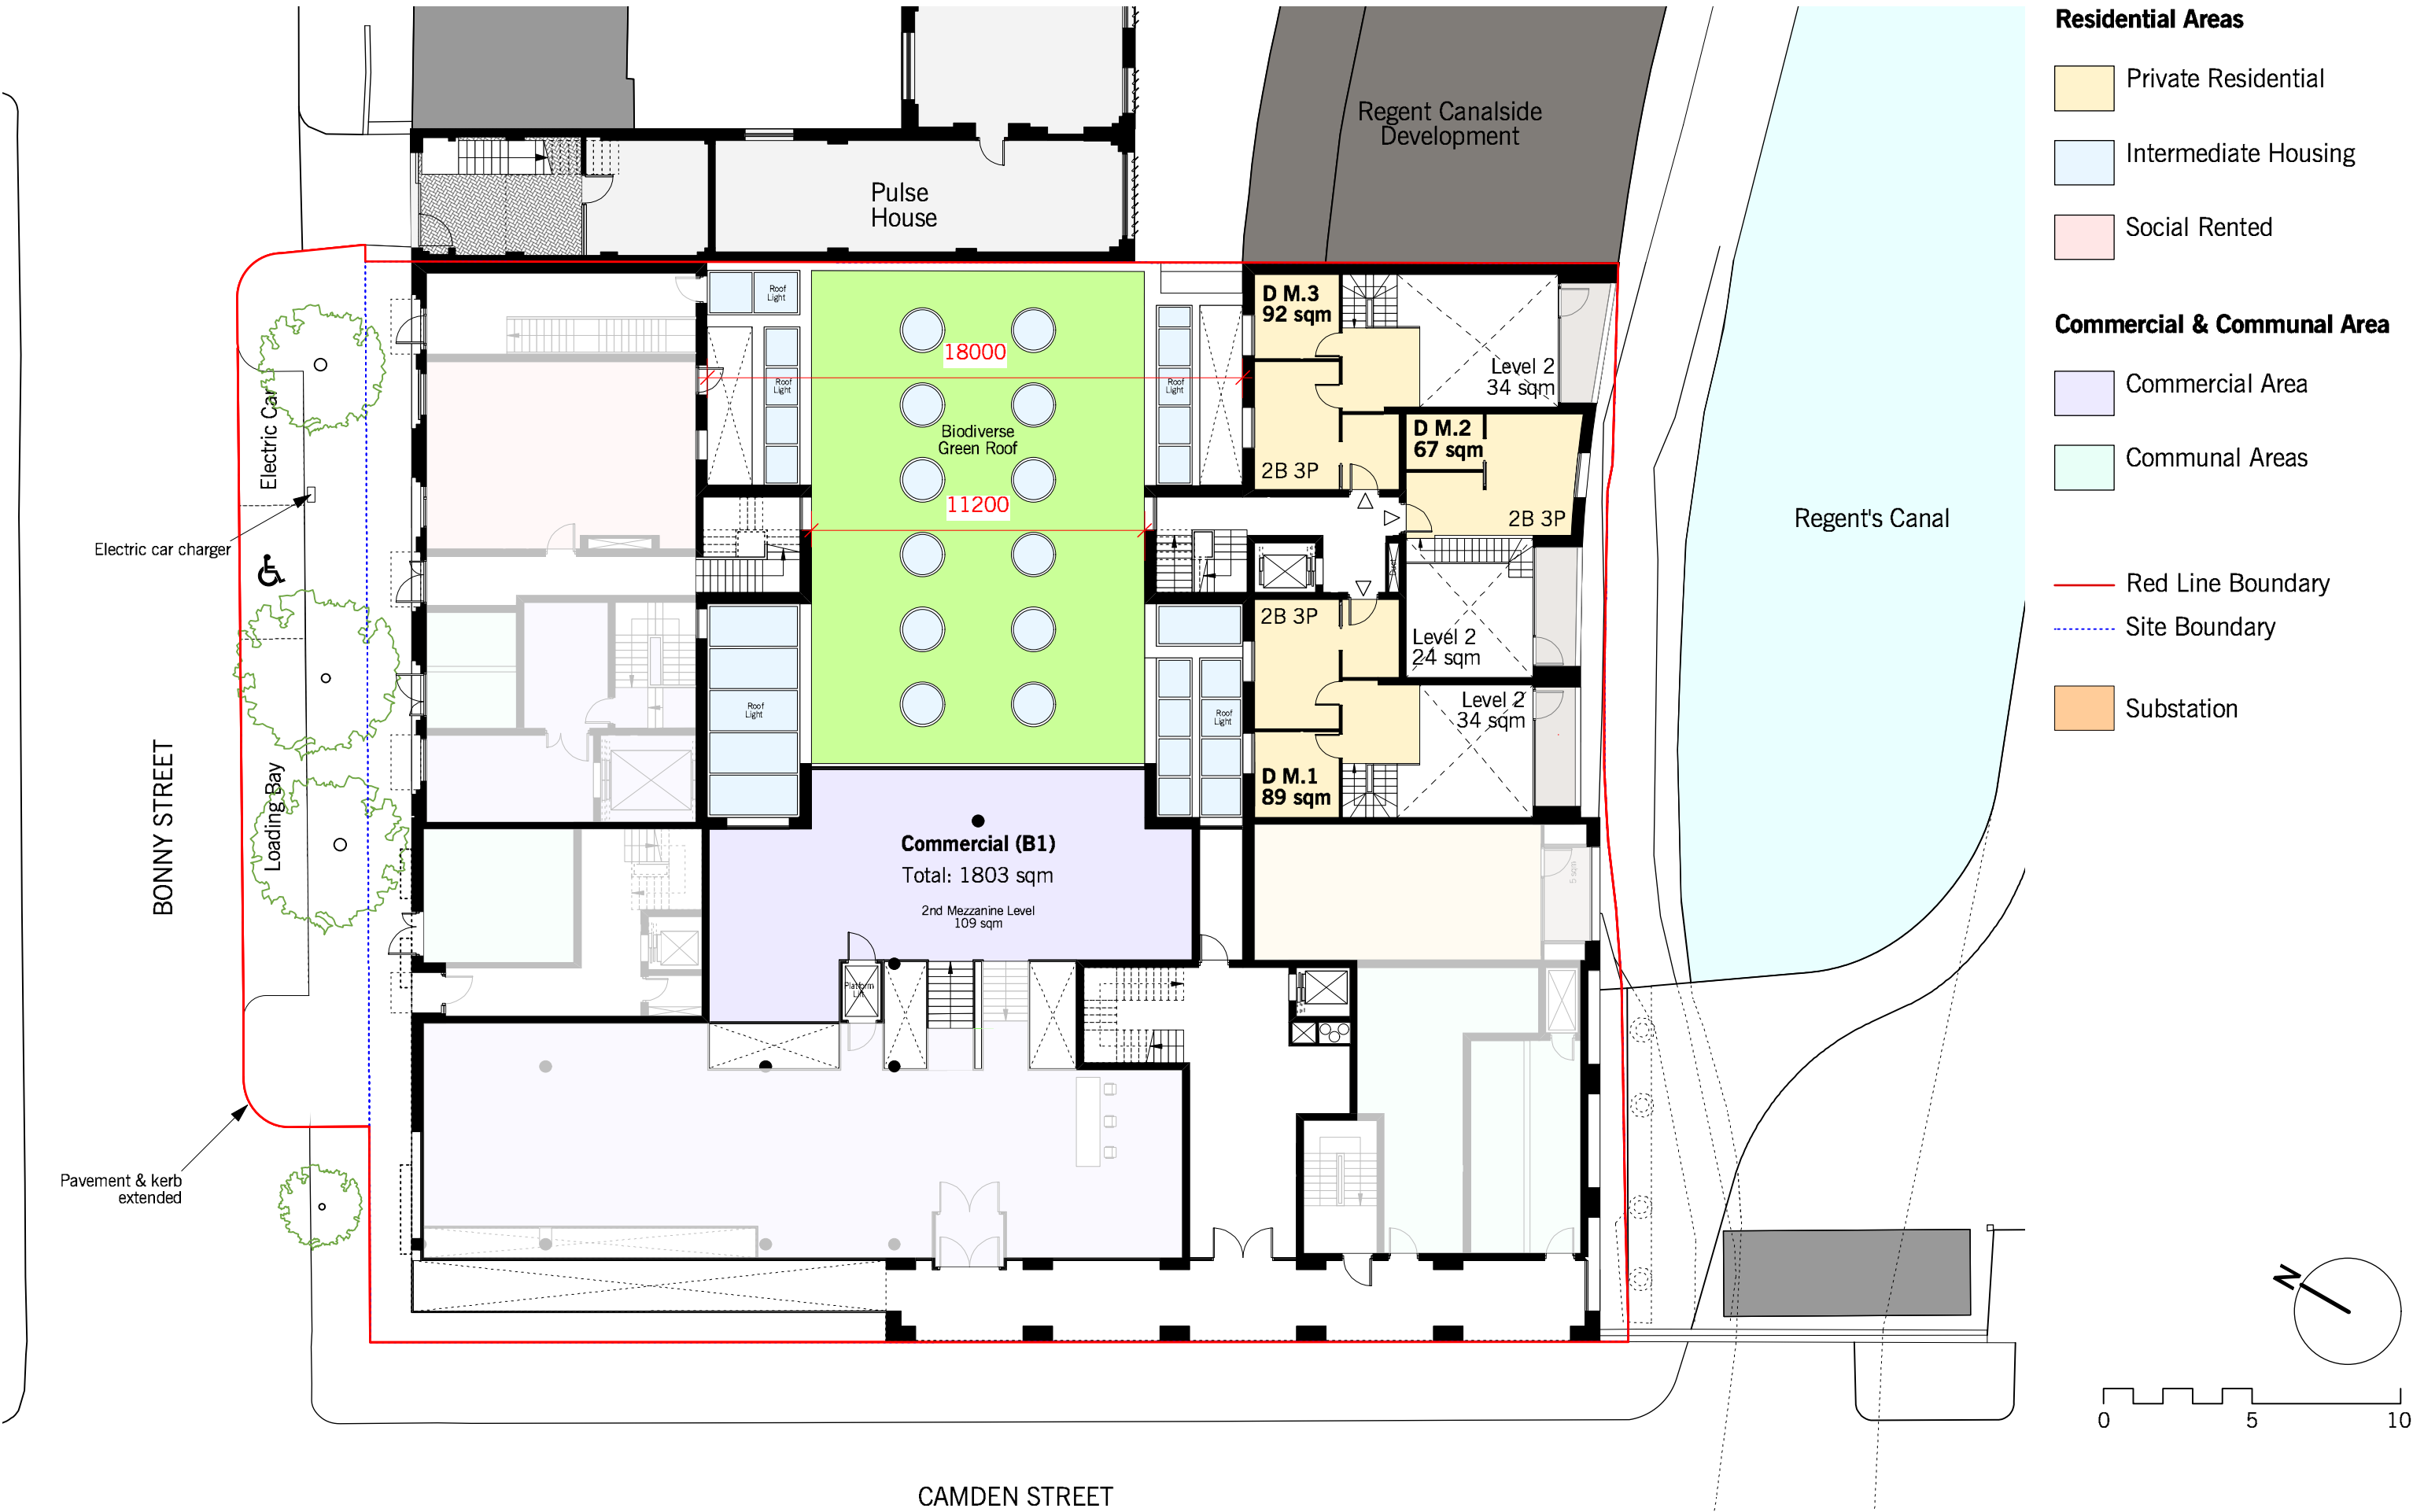 Residential Areas
Private Residential
Intermediate Housing
Social Rented
Commercial & Communal Area
Commercial Area
Communal Areas
Red Line Boundary
Site Boundary
Substation
Regent Canalside
Development
Pulse
House
Roof
Light
D M.3
92 sqm
18000
Level 2
34 sqm
Roof
Light
Roof
Light
Biodiverse
Green Roof
D M.2
67 sqm
2B 3P
11200
2B 3P
Regent's Canal
Electric Car
Electric car charger
Duct
2B 3P
Level 2
24 sqm
Level 2
34 sqm
Roof
Light
Roof
Light
D M.1
89 sqm
BONNY STREET
Loading Bay
Commercial (B1)
Total: 1803 sqm
2nd Mezzanine Level
109 sqm
5 sqm
Platform
Lift
Pavement & kerb
extended
N
0 5 10
CAMDEN STREET